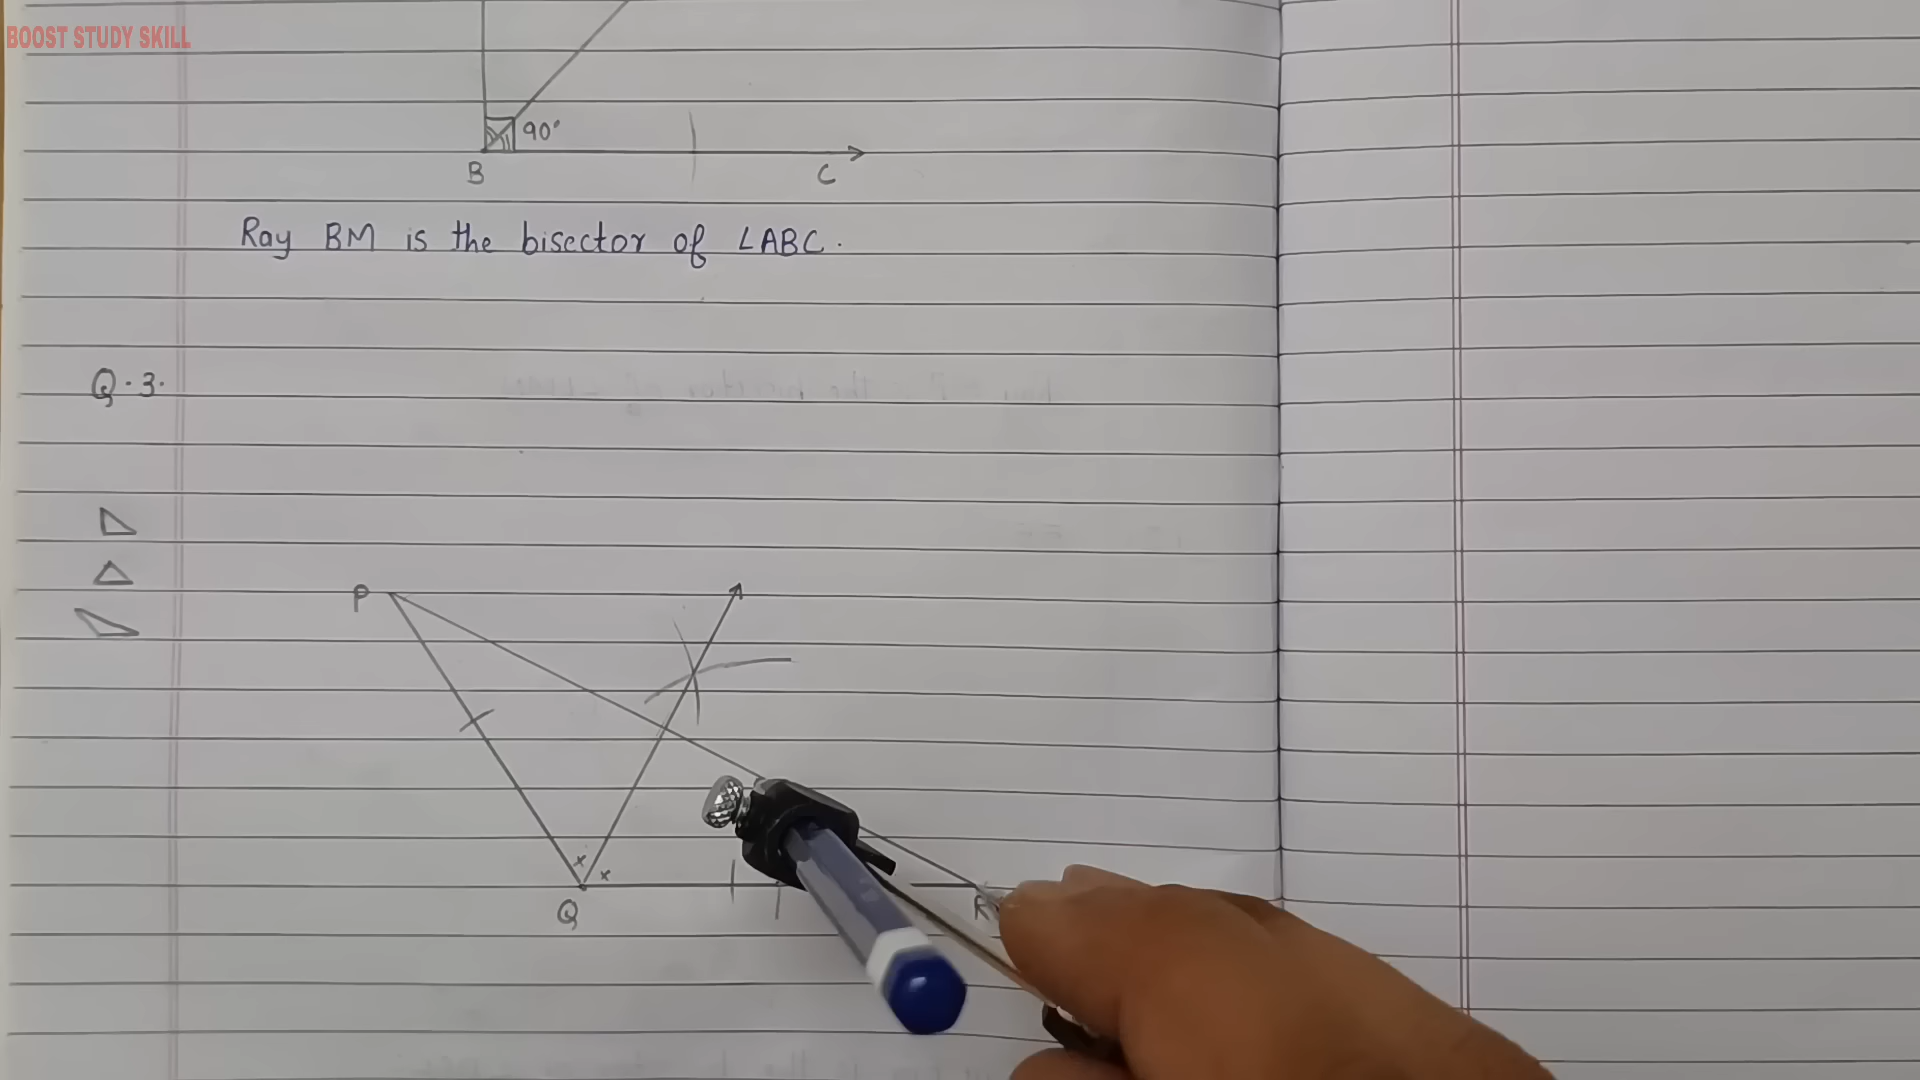 BOOST STUDY SKILL
90°
B
C
Ray BM is the bisector of ∠ABC.
Q.3.
P
x
x
Q
R